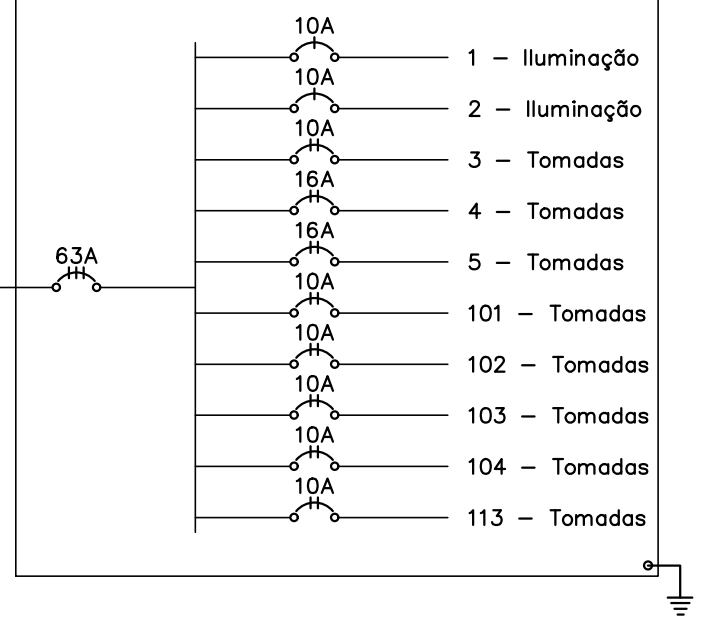 10A
1 – Iluminação
10A
2 – Iluminação
10A
3 – Tomadas
16A
4 – Tomadas
16A
5 – Tomadas
63A
10A
101 – Tomadas
10A
102 – Tomadas
10A
103 – Tomadas
10A
104 – Tomadas
10A
113 – Tomadas